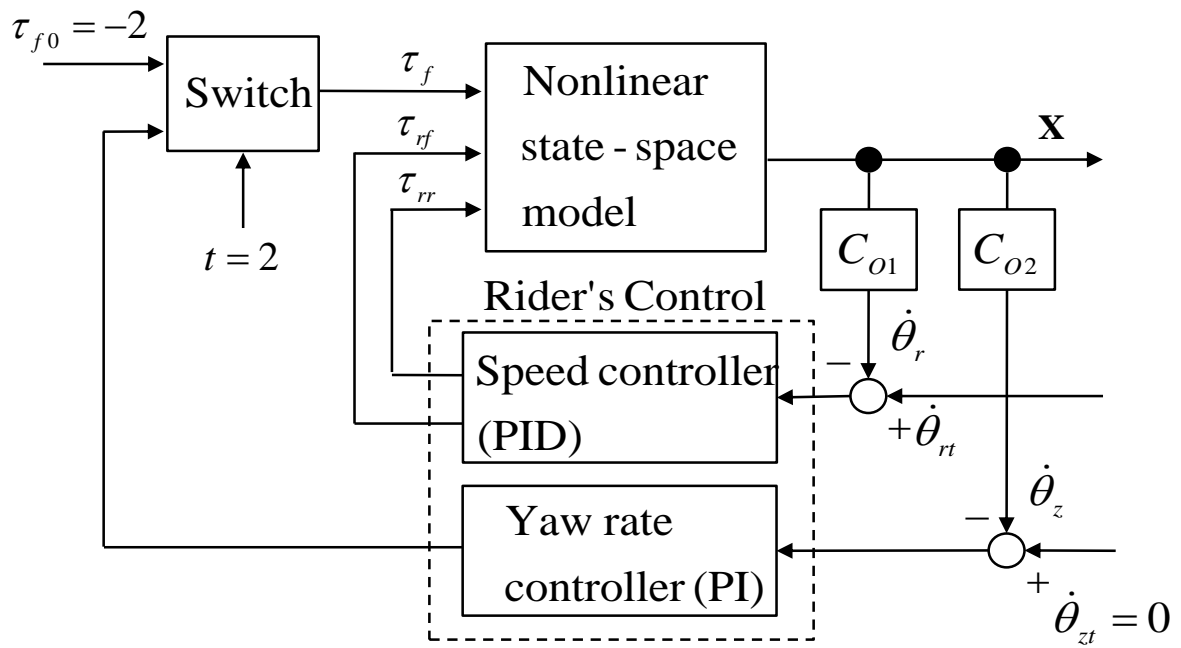 τ_{f0} = −2
Switch
t = 2
τ_f
τ_{rf}
τ_{rr}
Nonlinear
state - space
model
X
C_{O1}
C_{O2}
Rider's Control
Speed controller
(PID)
− θ̇_r
+ θ̇_{rt}
Yaw rate
controller (PI)
− θ̇_z
+
θ̇_{zt} = 0